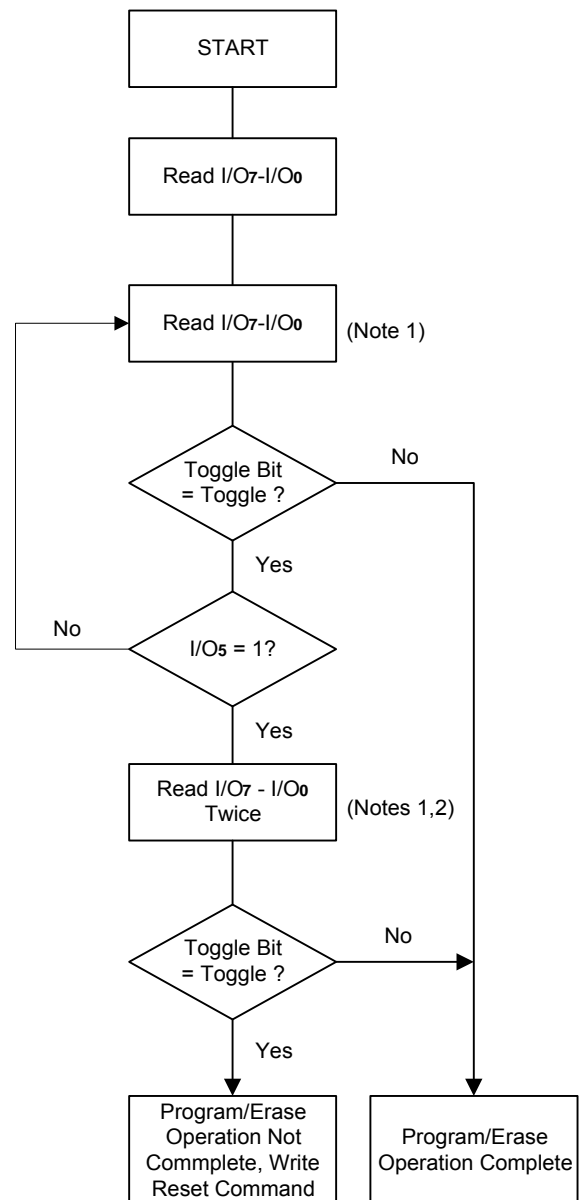 START
Read I/O7-I/O0
Read I/O7-I/O0
(Note 1)
Toggle Bit
= Toggle ?
No
Yes
I/O5 = 1?
No
Yes
Read I/O7 - I/O0
Twice
(Notes 1,2)
Toggle Bit
= Toggle ?
No
Yes
Program/Erase
Operation Not
Commplete, Write
Reset Command
Program/Erase
Operation Complete